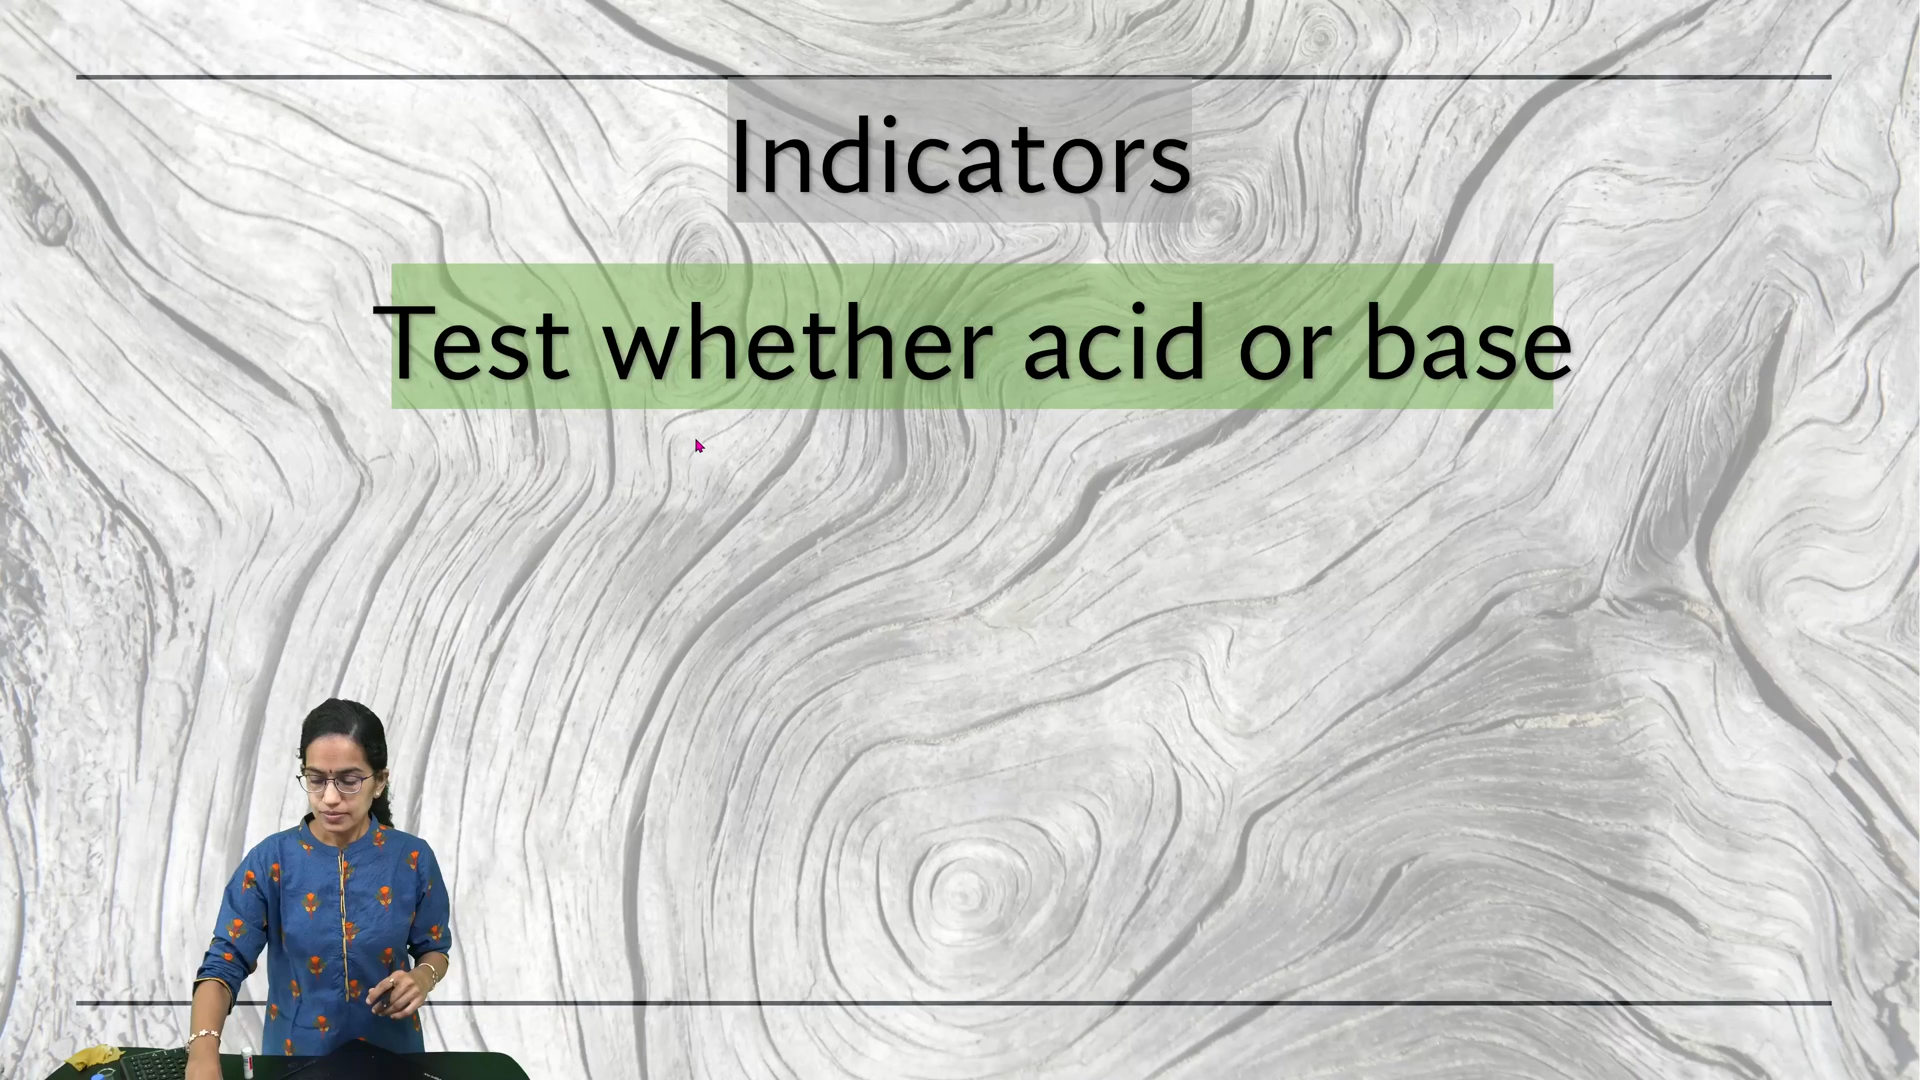 Indicators
Test whether acid or base